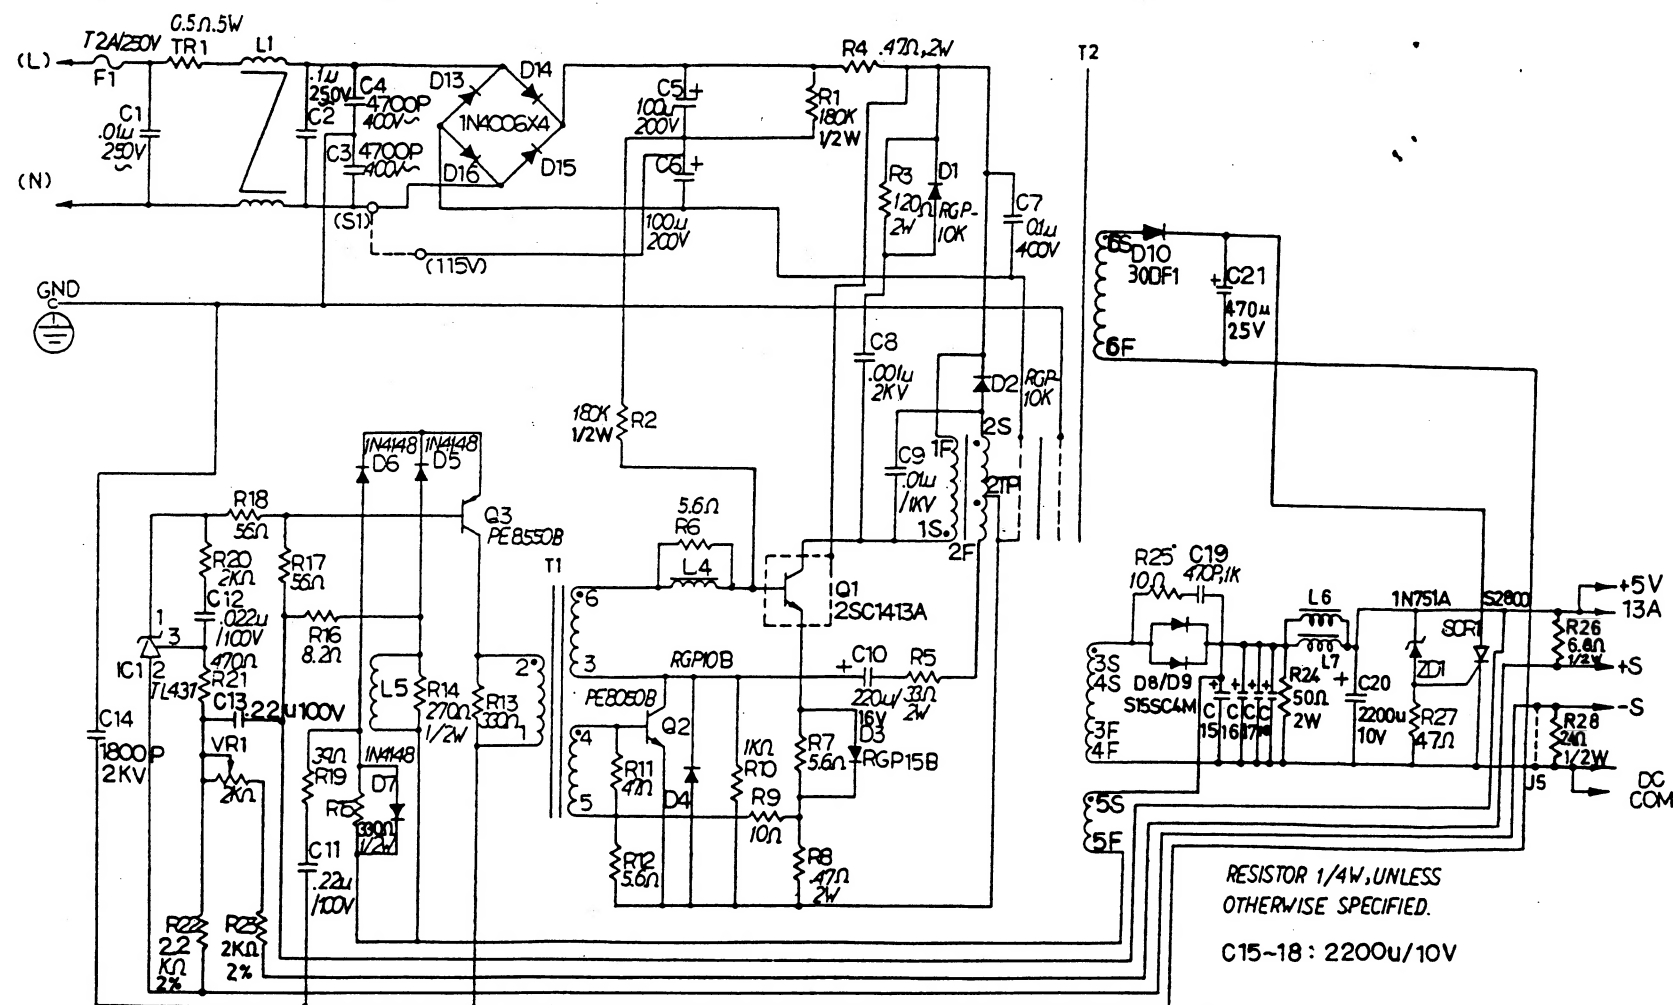 T2A/250V
F1
0.5Ω.5W
TR1
L1
(L)
(N)
C1
.01u
250V
~
.1u
250V
C2
C4
4700P
400V~
C3
4700P
400V~
(S1)
(115V)
D13
D14
1N4006X4
D16
D15
C5
100u
200V
+
C6
+
100u
200V
R1
180K
1/2W
R4 .47Ω,2W
R3
120Ω
2W
D1
RGP-
10K
C7
0.1u
400V
T2
GND
C8
.001u
2KV
D2
RGP-
10K
6S
D10
30DF1
6F
+
C21
470u
25V
180K
1/2W
R2
1N4148
D6
1N4148
D5
Q3
PE8550B
R18
56Ω
R20
2KΩ
R17
56Ω
C12
.022u
/100V
R16
8.2Ω
1
3
2
IC1
TL431
470Ω
R21
C13
.22u100V
VR1
2KΩ
C14
1800P
2KV
L5
R14
270Ω
1/2W
R13
330Ω
39Ω
R19
1N4148
D7
330Ω
1/2W
C11
.22u
/100V
R22
2.2
KΩ
2%
2KΩ
2%
T1
2
1
6
3
4
5
5.6Ω
R6
L4
Q1
2SC1413A
C9
.01u
/1KV
1F
1S
2S
2TP
2F
RGP10B
PE8050B
Q2
R11
47Ω
D4
1KΩ
R10
R9
10Ω
R12
5.6Ω
+
C10
220u/
16V
R5
33Ω
2W
D3
RGP15B
R7
5.6Ω
R8
.47Ω
2W
R25
10Ω
C19
470P,1K
3S
4S
3F
4F
D8/D9
S15SC4M
+
+
+
+
C
15
C
16
C
17
C
18
L6
L7
R24
50Ω
2W
+
C20
2200u
10V
1N751A
ZD1
R27
47Ω
S2800
SCR1
R26
6.8Ω
1/2W
R28
24Ω
1/2W
J5
+5V
13A
+S
-S
DC
COM
5S
5F
RESISTOR 1/4W,UNLESS
OTHERWISE SPECIFIED.
C15~18 : 2200u/10V